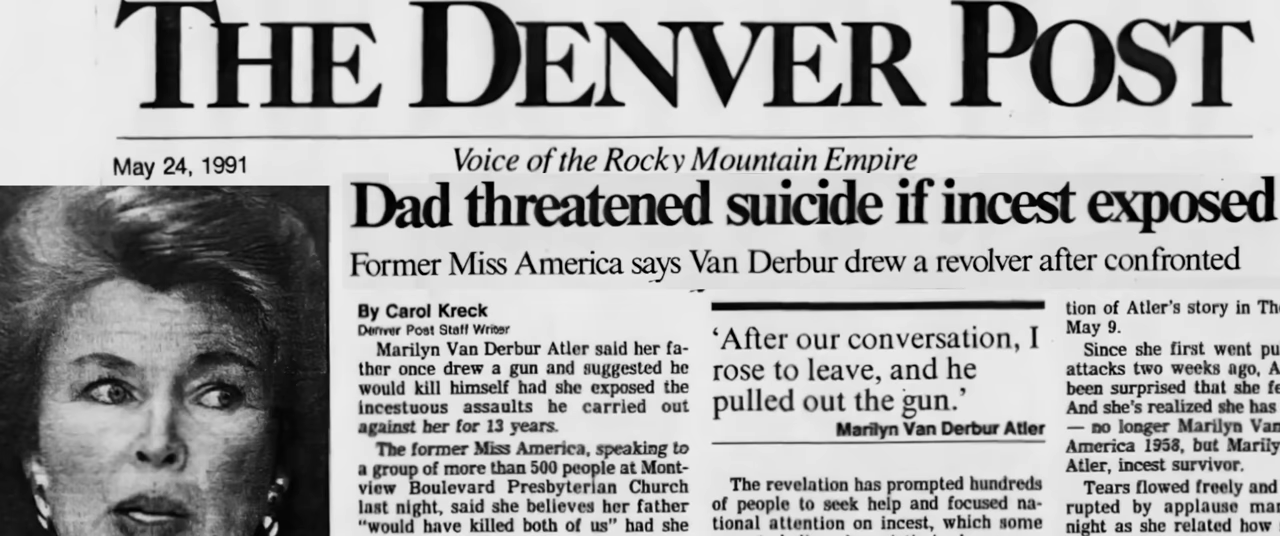 THE DENVER POST
May 24, 1991
Voice of the Rocky Mountain Empire
Dad threatened suicide if incest exposed
Former Miss America says Van Derbur drew a revolver after confronted
By Carol Kreck
Denver Post Staff Writer
Marilyn Van Derbur Atler said her fa-
ther once drew a gun and suggested he
would kill himself had she exposed the
incestuous assaults he carried out
against her for 13 years.
The former Miss America, speaking to
a group of more than 500 people at Mont-
view Boulevard Presbyterian Church
last night, said she believes her father
"would have killed both of us" had she
'After our conversation, I
rose to leave, and he
pulled out the gun.'
Marilyn Van Derbur Atler
The revelation has prompted hundreds
of people to seek help and focused na-
tional attention on incest, which some
tion of Atler's story in Th
May 9.
Since she first went pu
attacks two weeks ago, A
been surprised that she fe
And she's realized she has
— no longer Marilyn Van
America 1958, but Marily
Atler, incest survivor.
Tears flowed freely and
rupted by applause ma
night as she related how